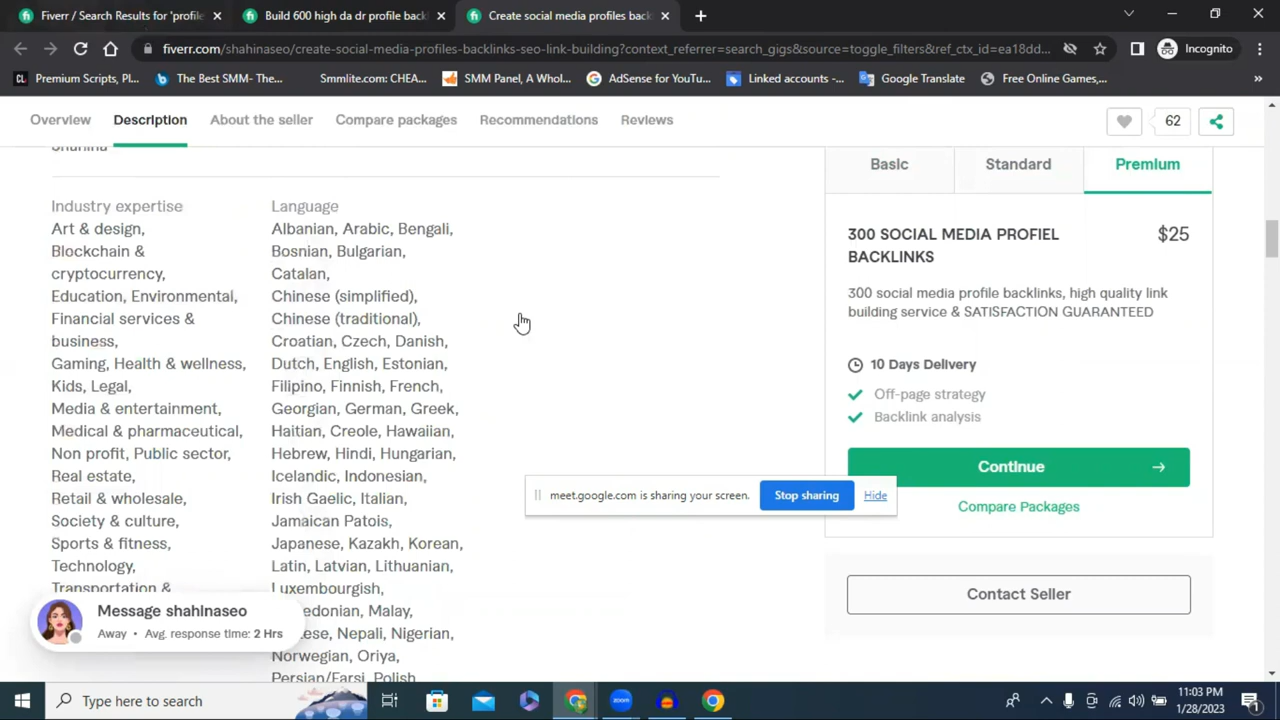 Fiverr / Search Results for 'profile
Build 600 high da dr profile back
Create social media profiles back
fiverr.com/shahinaseo/create-social-media-profiles-backlinks-seo-link-building?context_referrer=search_gigs&source=toggle_filters&ref_ctx_id=ea18dd...
Incognito
Premium Scripts, Pl...
The Best SMM- The...
Smmlite.com: CHEA...
SMM Panel, A Whol...
AdSense for YouTu...
Linked accounts -...
Google Translate
Free Online Games,...
Overview
Description
About the seller
Compare packages
Recommendations
Reviews
62
Shahina
Basic
Standard
Premium
Industry expertise
Art & design,
Blockchain &
cryptocurrency,
Education, Environmental,
Financial services &
business,
Gaming, Health & wellness,
Kids, Legal,
Media & entertainment,
Medical & pharmaceutical,
Non profit, Public sector,
Real estate,
Retail & wholesale,
Society & culture,
Sports & fitness,
Technology,
Transportation &
Language
Albanian, Arabic, Bengali,
Bosnian, Bulgarian,
Catalan,
Chinese (simplified),
Chinese (traditional),
Croatian, Czech, Danish,
Dutch, English, Estonian,
Filipino, Finnish, French,
Georgian, German, Greek,
Haitian, Creole, Hawaiian,
Hebrew, Hindi, Hungarian,
Icelandic, Indonesian,
Irish Gaelic, Italian,
Jamaican Patois,
Japanese, Kazakh, Korean,
Latin, Latvian, Lithuanian,
Luxembourgish,
edonian, Malay,
ese, Nepali, Nigerian,
Norwegian, Oriya,
Persian/Farsi, Polish
300 SOCIAL MEDIA PROFIEL
BACKLINKS
$25
300 social media profile backlinks, high quality link
building service & SATISFACTION GUARANTEED
10 Days Delivery
Off-page strategy
Backlink analysis
Continue
Compare Packages
Contact Seller
meet.google.com is sharing your screen.
Stop sharing
Hide
Message shahinaseo
Away • Avg. response time: 2 Hrs
Type here to search
zoom
11:03 PM
1/28/2023
1